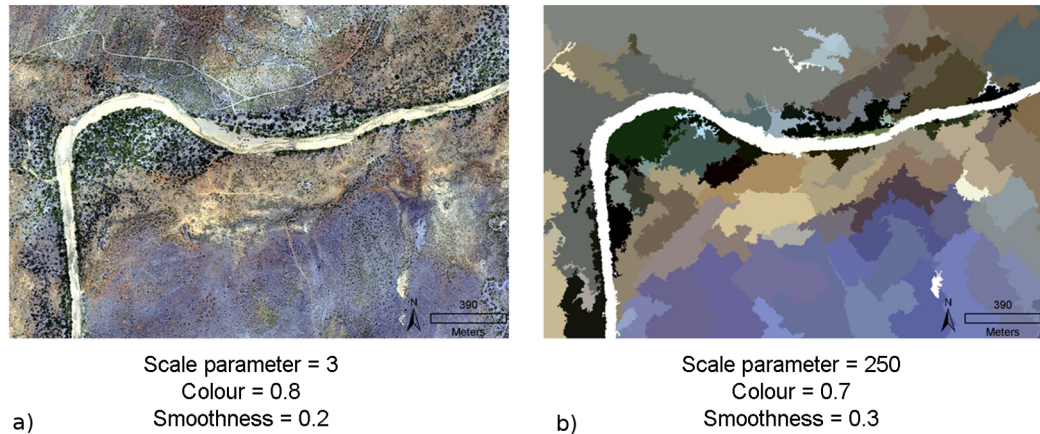 N
390
Meters
Scale parameter = 3
Colour = 0.8
Smoothness = 0.2
a)
N
390
Meters
Scale parameter = 250
Colour = 0.7
Smoothness = 0.3
b)